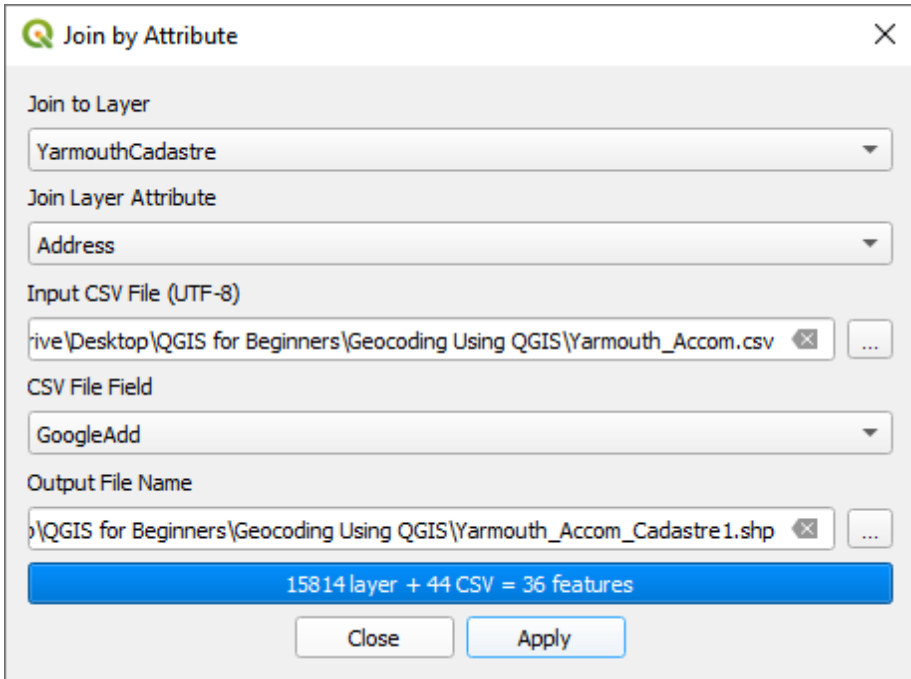 Join by Attribute
Join to Layer
YarmouthCadastre
Join Layer Attribute
Address
Input CSV File (UTF-8)
rive\Desktop\QGIS for Beginners\Geocoding Using QGIS\Yarmouth_Accom.csv
...
CSV File Field
GoogleAdd
Output File Name
\QGIS for Beginners\Geocoding Using QGIS\Yarmouth_Accom_Cadastre1.shp
...
15814 layer + 44 CSV = 36 features
Close Apply